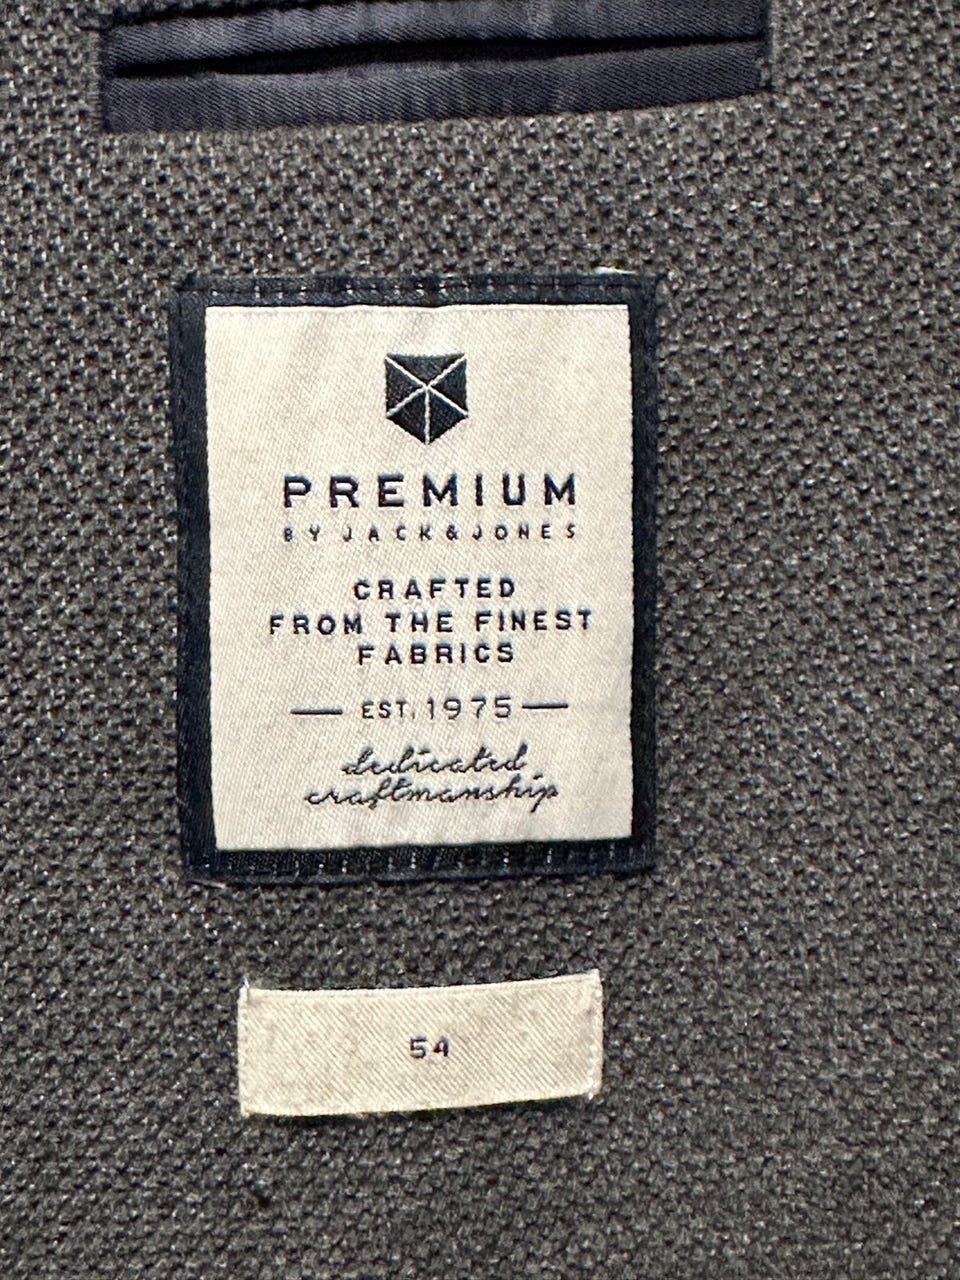 PREMIUM
BY JACK&JONES
CRAFTED
FROM THE FINEST
FABRICS
EST. 1975
dedicated
craftmanship
54